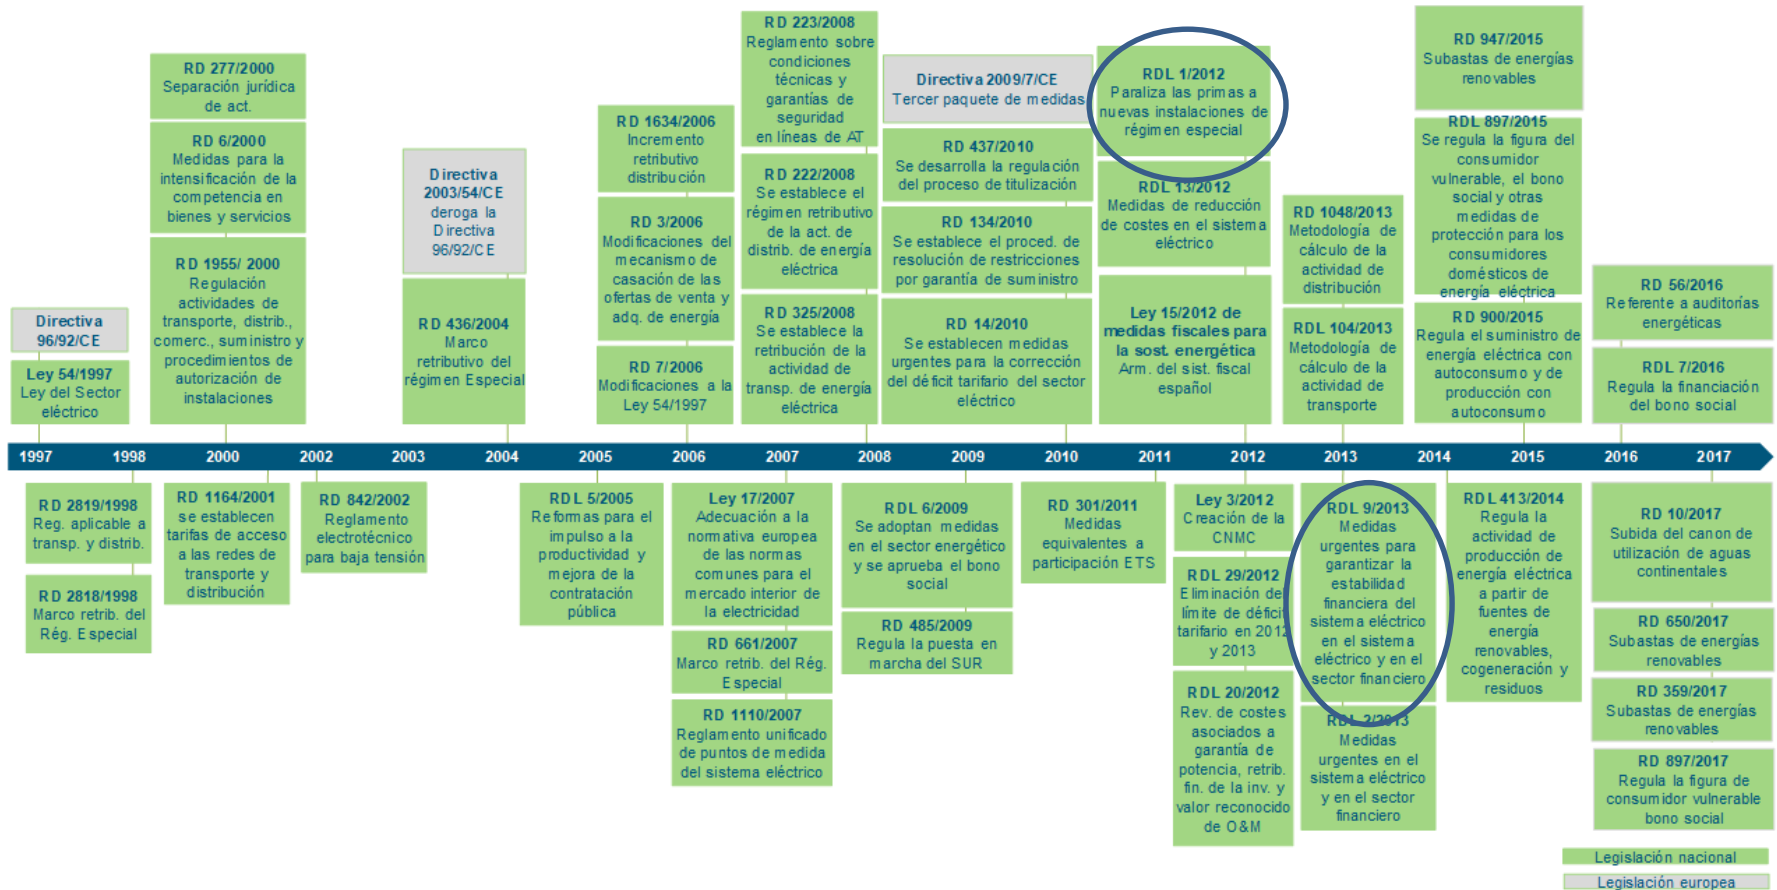 Directiva
96/92/CE
Ley 54/1997
Ley del Sector
eléctrico
RD 277/2000
Separación jurídica
de act.
RD 6/2000
Medidas para la
intensificación de la
competencia en
bienes y servicios
RD 1955/ 2000
Regulación
actividades de
transporte, distrib.,
comerc., suministro y
procedimientos de
autorización de
instalaciones
Directiva
2003/54/CE
deroga la
Directiva
96/92/CE
RD 436/2004
Marco
retributivo del
régimen Especial
RD 1634/2006
Incremento
retributivo
distribución
RD 3/2006
Modificaciones del
mecanismo de
casación de las
ofertas de venta y
adq. de energía
RD 7/2006
Modificaciones a la
Ley 54/1997
RD 223/2008
Reglamento sobre
condiciones
técnicas y
garantías de
seguridad
en líneas de AT
RD 222/2008
Se establece el
régimen retributivo
de la act. de
distrib. de energía
eléctrica
RD 325/2008
Se establece la
retribución de la
actividad de
transp. de energía
eléctrica
Directiva 2009/7/CE
Tercer paquete de medidas
RD 437/2010
Se desarrolla la regulación
del proceso de titulización
RD 134/2010
Se establece el proced. de
resolución de restricciones
por garantía de suministro
RD 14/2010
Se establecen medidas
urgentes para la corrección
del déficit tarifario del sector
eléctrico
RDL 1/2012
Paraliza las primas a
nuevas instalaciones de
régimen especial
RDL 13/2012
Medidas de reducción
de costes en el sistema
eléctrico
Ley 15/2012 de
medidas fiscales para
la sost. energética
Arm. del sist. fiscal
español
RD 1048/2013
Metodología de
cálculo de la
actividad de
distribución
RDL 104/2013
Metodología de
cálculo de la
actividad de
transporte
RD 947/2015
Subastas de energías
renovables
RDL 897/2015
Se regula la figura del
consumidor
vulnerable, el bono
social y otras
medidas de
protección para los
consumidores
domésticos de
energía eléctrica
RD 900/2015
Regula el suministro de
energía eléctrica con
autoconsumo y de
producción con
autoconsumo
RD 56/2016
Referente a auditorías
energéticas
RDL 7/2016
Regula la financiación
del bono social
1997 1998 2000 2002 2003 2004 2005 2006 2007 2008 2009 2010 2011 2012 2013 2014 2015 2016 2017
RD 2819/1998
Reg. aplicable a
transp. y distrib.
RD 2818/1998
Marco retrib. del
Rég. Especial
RD 1164/2001
se establecen
tarifas de acceso
a las redes de
transporte y
distribución
RD 842/2002
Reglamento
electrotécnico
para baja tensión
RDL 5/2005
Reformas para el
impulso a la
productividad y
mejora de la
contratación
pública
Ley 17/2007
Adecuación a la
normativa europea
de las normas
comunes para el
mercado interior de
la electricidad
RD 661/2007
Marco retrib. del Rég.
Especial
RD 1110/2007
Reglamento unificado
de puntos de medida
del sistema eléctrico
RDL 6/2009
Se adoptan medidas
en el sector energético
y se aprueba el bono
social
RD 485/2009
Regula la puesta en
marcha del SUR
RD 301/2011
Medidas
equivalentes a
participación ETS
Ley 3/2012
Creación de la
CNMC
RDL 29/2012
Eliminación del
límite de déficit
tarifario en 2012
y 2013
RDL 20/2012
Rev. de costes
asociados a
garantía de
potencia, retrib.
fin. de la inv. y
valor reconocido
de O&M
RDL 9/2013
Medidas
urgentes para
garantizar la
estabilidad
financiera del
sistema eléctrico
en el sistema
eléctrico y en el
sector financiero
RDL 2/2013
Medidas
urgentes en el
sistema eléctrico
y en el sector
financiero
RDL 413/2014
Regula la
actividad de
producción de
energía eléctrica
a partir de
fuentes de
energía
renovables,
cogeneración y
residuos
RD 10/2017
Subida del canon de
utilización de aguas
continentales
RD 650/2017
Subastas de energías
renovables
RD 359/2017
Subastas de energías
renovables
RD 897/2017
Regula la figura de
consumidor vulnerable
bono social
Legislación nacional
Legislación europea